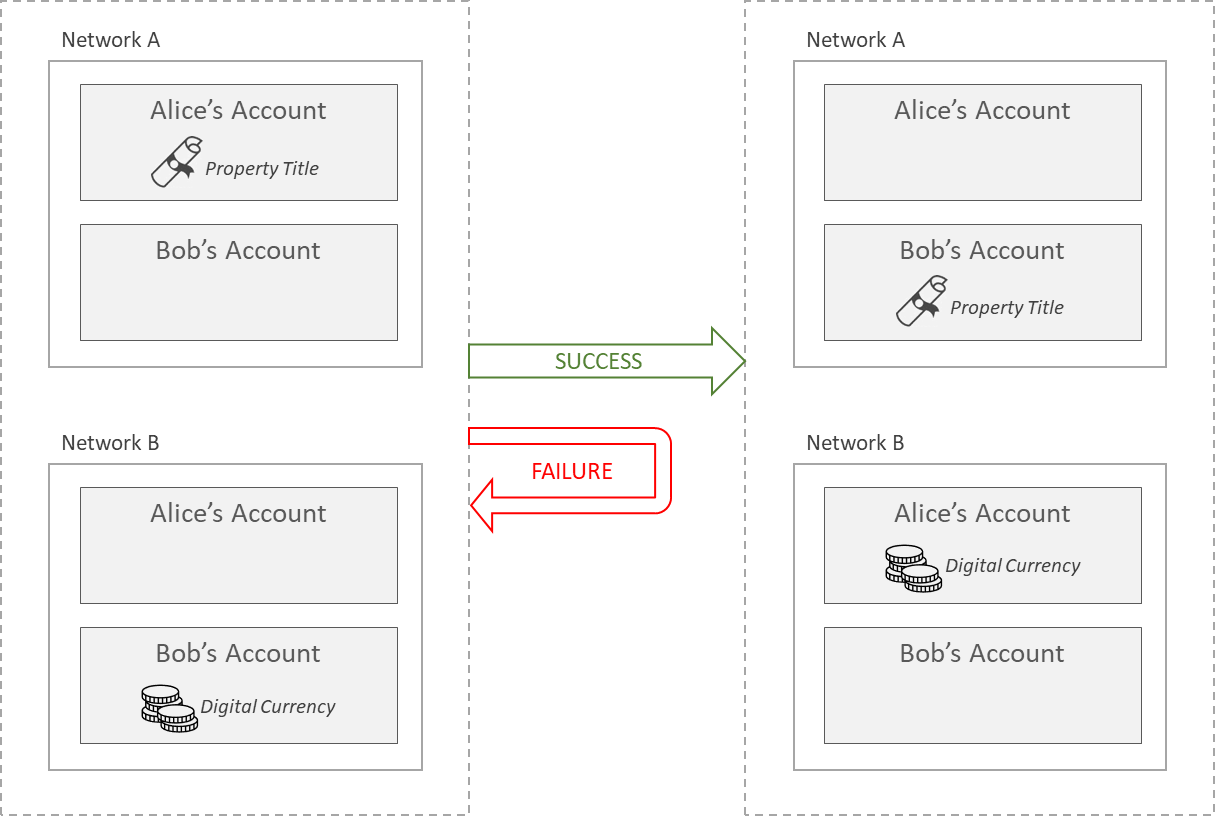 Network A
Alice’s Account
Property Title
Bob’s Account
Network B
Alice’s Account
Bob’s Account
Digital Currency
SUCCESS
FAILURE
Network A
Alice’s Account
Bob’s Account
Property Title
Network B
Alice’s Account
Digital Currency
Bob’s Account